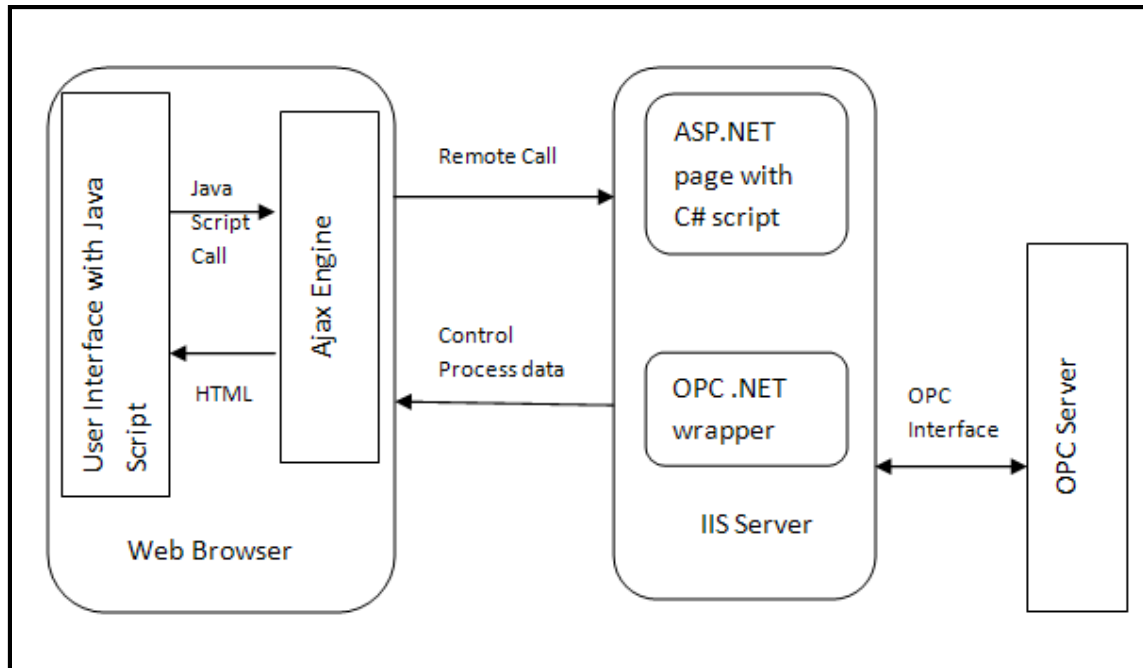 User Interface with Java
Script
Java
Script
Call
HTML
Ajax Engine
Web Browser
Remote Call
Control
Process data
ASP.NET
page with
C# script
OPC .NET
wrapper
IIS Server
OPC
Interface
OPC Server